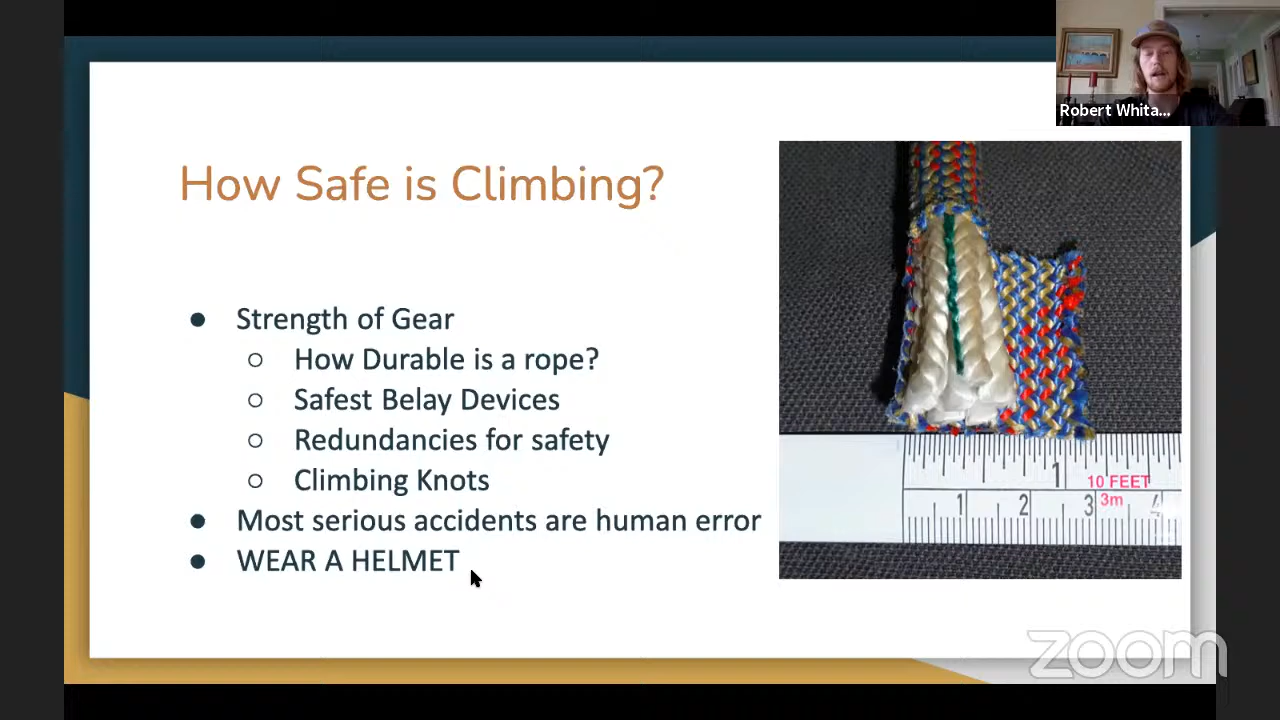 Robert Whita...
How Safe is Climbing?
● Strength of Gear
○ How Durable is a rope?
○ Safest Belay Devices
○ Redundancies for safety
○ Climbing Knots
● Most serious accidents are human error
● WEAR A HELMET
1 10 FEET
1 2 3 3m 4
zoom